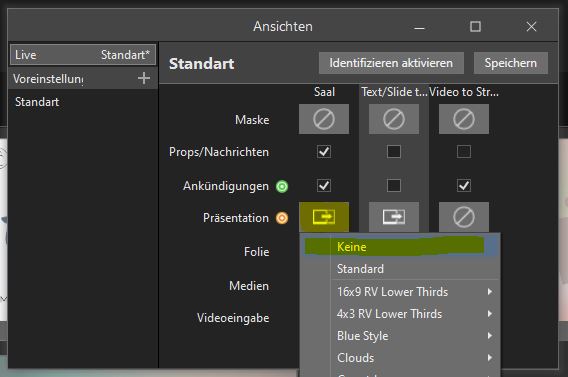 Ansichten
Live Standart*
Voreinstellung
Standart
Standart Identifizieren aktivieren Speichern
Saal Text/Slide t... Video to Str...
Maske
Props/Nachrichten
Ankündigungen
Präsentation
Folie
Medien
Videoeingabe
Keine
Standard
16x9 RV Lower Thirds
4x3 RV Lower Thirds
Blue Style
Clouds